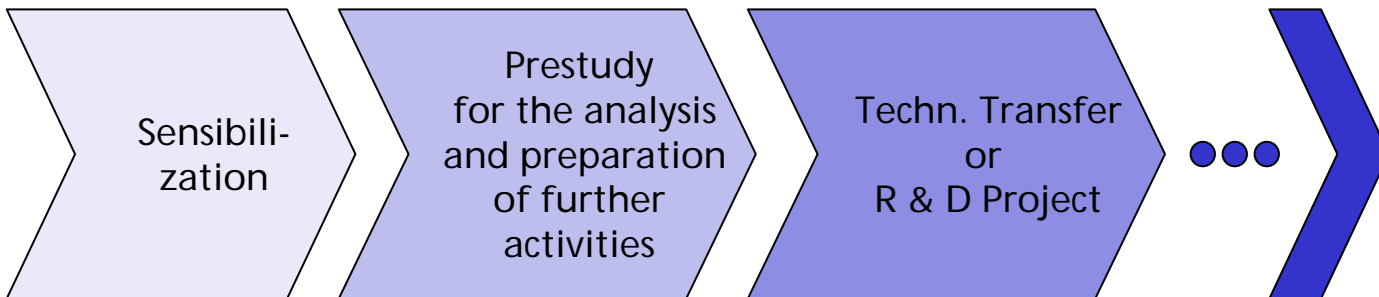 Sensibili-
zation
Prestudy
for the analysis
and preparation
of further
activities
Techn. Transfer
or
R & D Project